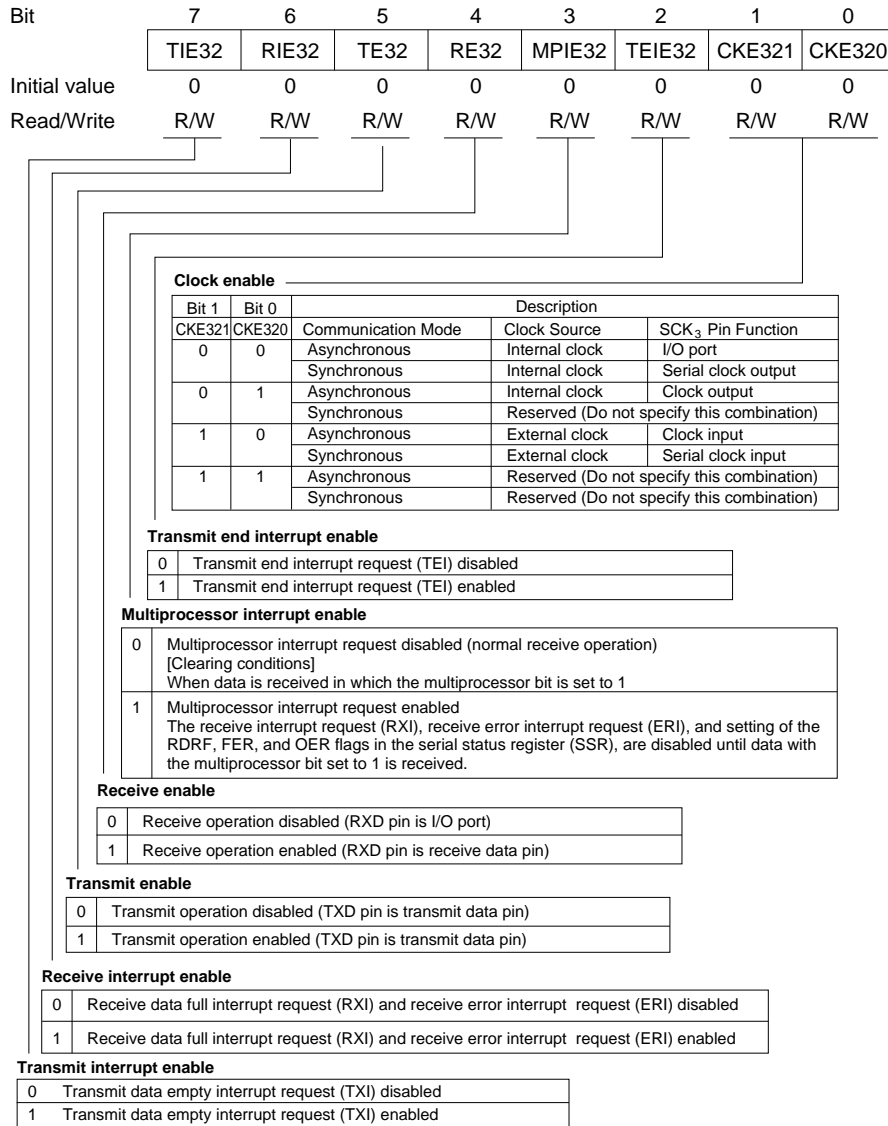 Bit 7 6 5 4 3 2 1 0
TIE32 RIE32 TE32 RE32 MPIE32 TEIE32 CKE321 CKE320
Initial value 0 0 0 0 0 0 0 0
Read/Write R/W R/W R/W R/W R/W R/W R/W R/W
Clock enable
Bit 1 Bit 0 Description
CKE321 CKE320 Communication Mode Clock Source SCK3 Pin Function
0 0 Asynchronous Internal clock I/O port
Synchronous Internal clock Serial clock output
0 1 Asynchronous Internal clock Clock output
Synchronous Reserved (Do not specify this combination)
1 0 Asynchronous External clock Clock input
Synchronous External clock Serial clock input
1 1 Asynchronous Reserved (Do not specify this combination)
Synchronous Reserved (Do not specify this combination)
Transmit end interrupt enable
0 Transmit end interrupt request (TEI) disabled
1 Transmit end interrupt request (TEI) enabled
Multiprocessor interrupt enable
0 Multiprocessor interrupt request disabled (normal receive operation)
[Clearing conditions]
When data is received in which the multiprocessor bit is set to 1
1 Multiprocessor interrupt request enabled
The receive interrupt request (RXI), receive error interrupt request (ERI), and setting of the
RDRF, FER, and OER flags in the serial status register (SSR), are disabled until data with
the multiprocessor bit set to 1 is received.
Receive enable
0 Receive operation disabled (RXD pin is I/O port)
1 Receive operation enabled (RXD pin is receive data pin)
Transmit enable
0 Transmit operation disabled (TXD pin is transmit data pin)
1 Transmit operation enabled (TXD pin is transmit data pin)
Receive interrupt enable
0 Receive data full interrupt request (RXI) and receive error interrupt request (ERI) disabled
1 Receive data full interrupt request (RXI) and receive error interrupt request (ERI) enabled
Transmit interrupt enable
0 Transmit data empty interrupt request (TXI) disabled
1 Transmit data empty interrupt request (TXI) enabled